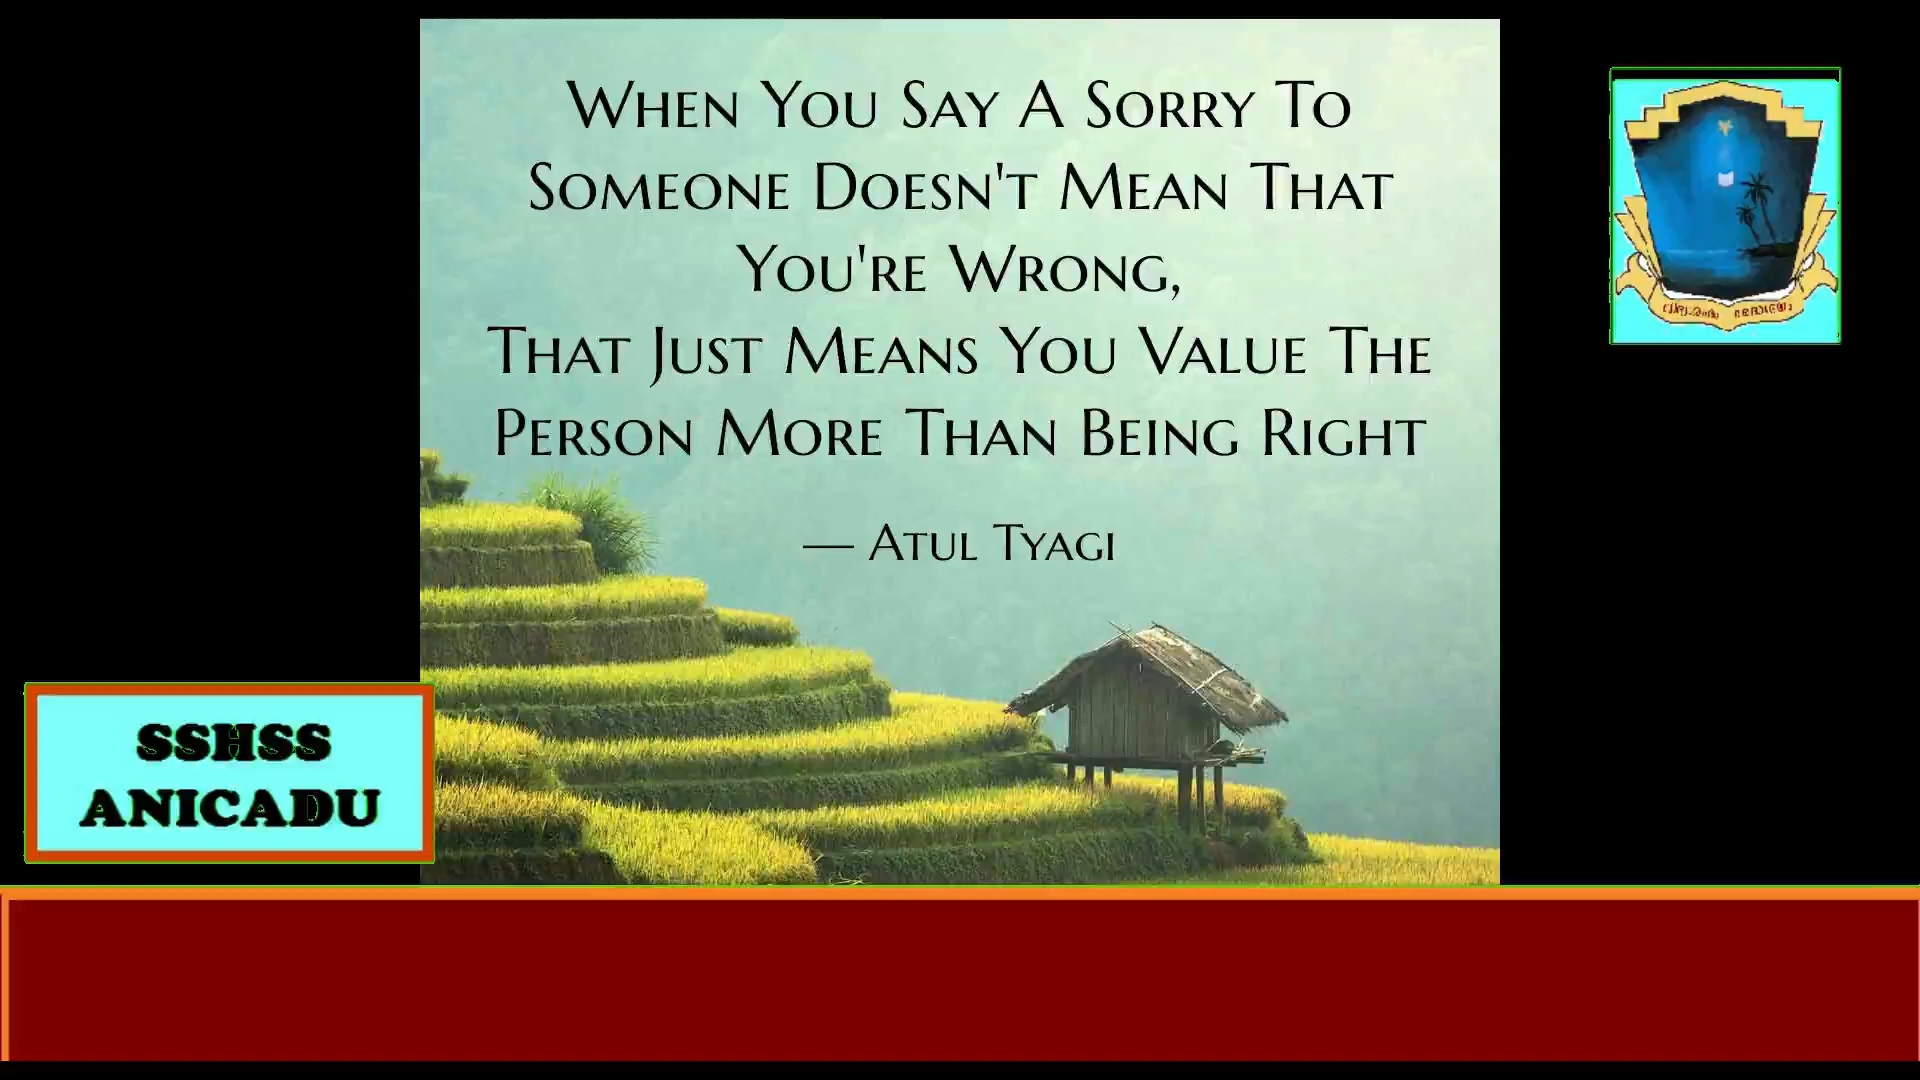 When You Say A Sorry To
Someone Doesn't Mean That
You're Wrong,
That Just Means You Value The
Person More Than Being Right
— Atul Tyagi
SSHSS
ANICADU